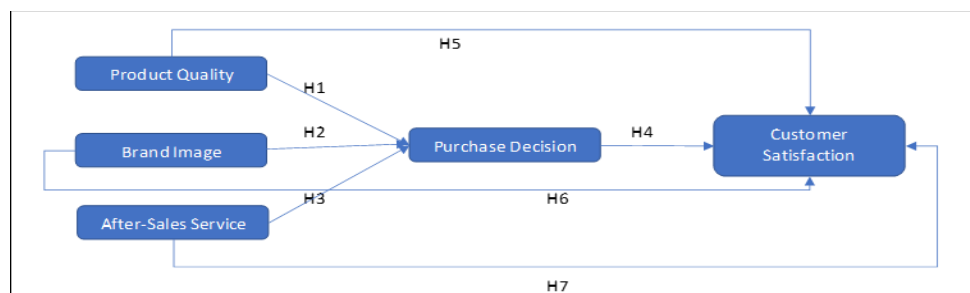 H5
Product Quality
H1
H2
Brand Image
Purchase Decision
H4
Customer
Satisfaction
H3
H6
After-Sales Service
H7